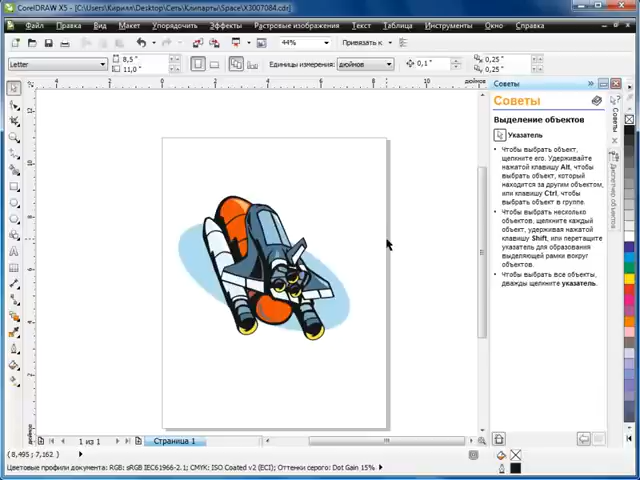 CorelDRAW X5 - [C:\Users\Кирилл\Desktop\Сеть\Клипарты\Space\X3007084.cdr]
Файл Правка Вид Макет Упорядочить Эффекты Растровые изображения Текст Таблица Инструменты Окно Справка
44% Привязать к
Letter 8,5 " 11,0 " Единицы измерения: дюймов 0,1 " 0,25 " 0,25 "
дюймов
Советы
Советы
Выделение объектов
Указатель
• Чтобы выбрать объект,
щелкните его. Удерживайте
нажатой клавишу Alt, чтобы
выбрать объект, который
находится за другим объектом,
или клавишу Ctrl, чтобы
выбрать объект в группе.
• Чтобы выбрать несколько
объектов, щелкните каждый
объект, удерживая нажатой
клавишу Shift, или перетащите
указатель для образования
выделяющей рамки вокруг
объектов.
• Чтобы выбрать все объекты,
дважды щелкните указатель.
Советы
Диспетчер объектов
1 из 1 Страница 1
( 8,495 ; 7,162 )
Цветовые профили документа: RGB: sRGB IEC61966-2.1; CMYK: ISO Coated v2 (ECI); Оттенки серого: Dot Gain 15%